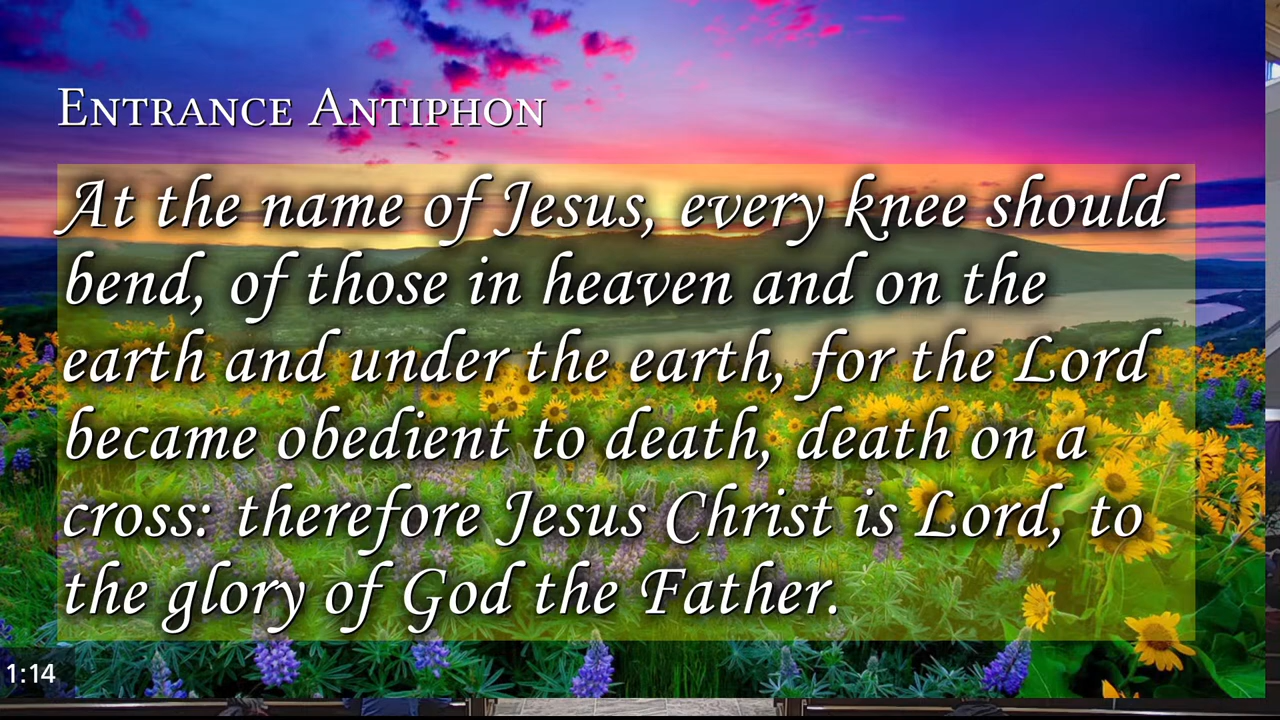 Entrance Antiphon
At the name of Jesus, every knee should
bend, of those in heaven and on the
earth and under the earth, for the Lord
became obedient to death, death on a
cross: therefore Jesus Christ is Lord, to
the glory of God the Father.
1:14